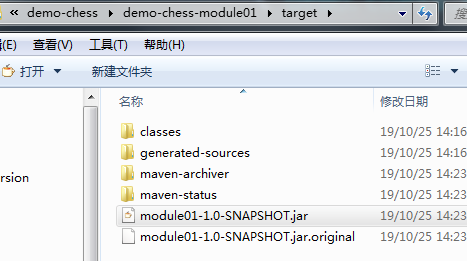 demo-chess ▸ demo-chess-module01 ▸ target ▸
(E) 查看(V) 工具(T) 帮助(H)
打开 新建文件夹
名称 修改日期
classes 19/10/25 14:16
generated-sources 19/10/25 14:16
maven-archiver 19/10/25 14:23
rsion
maven-status 19/10/25 14:23
module01-1.0-SNAPSHOT.jar 19/10/25 14:23
module01-1.0-SNAPSHOT.jar.original 19/10/25 14:23